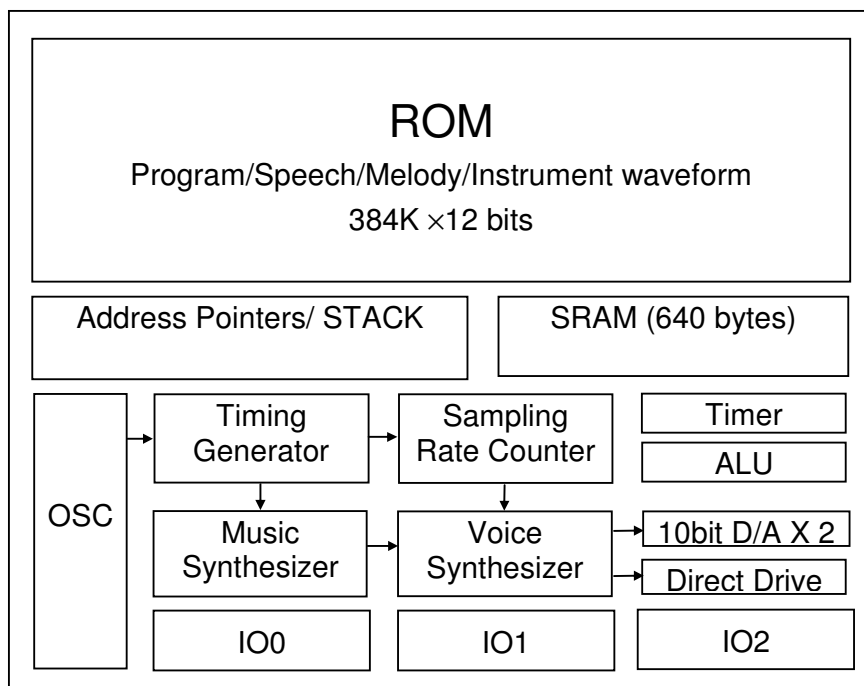 ROM
Program/Speech/Melody/Instrument waveform
384K ×12 bits
Address Pointers/ STACK
SRAM (640 bytes)
OSC
Timing
Generator
Sampling
Rate Counter
Timer
ALU
Music
Synthesizer
Voice
Synthesizer
10bit D/A X 2
Direct Drive
IO0
IO1
IO2